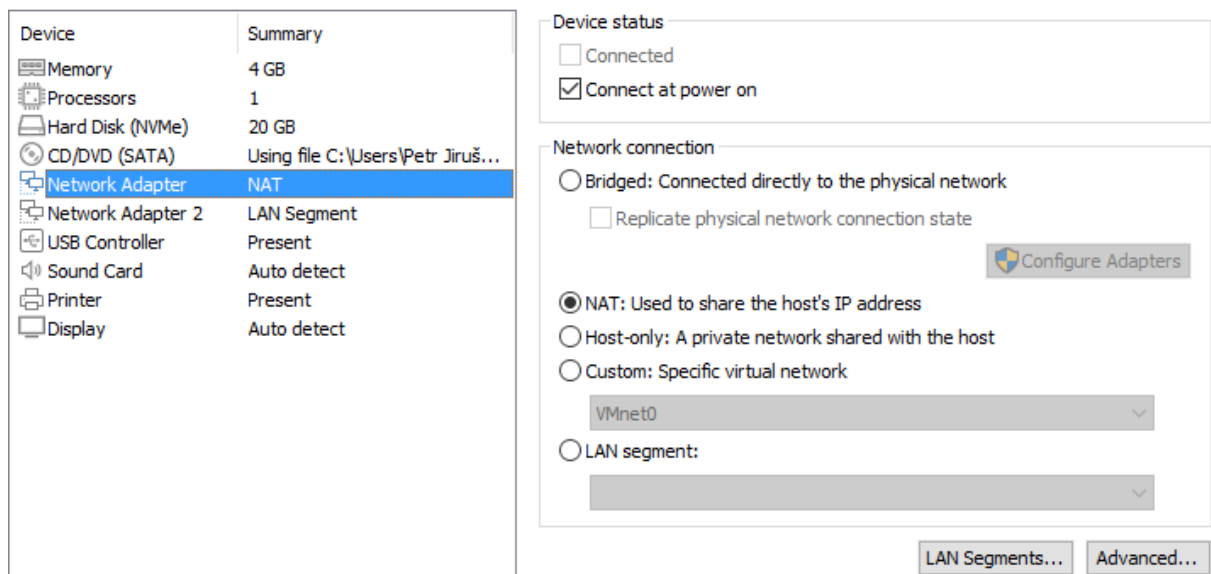 Device Summary
Memory 4 GB
Processors 1
Hard Disk (NVMe) 20 GB
CD/DVD (SATA) Using file C:\Users\Petr Jiruš...
Network Adapter NAT
Network Adapter 2 LAN Segment
USB Controller Present
Sound Card Auto detect
Printer Present
Display Auto detect
Device status
Connected
Connect at power on
Network connection
Bridged: Connected directly to the physical network
Replicate physical network connection state
Configure Adapters
NAT: Used to share the host's IP address
Host-only: A private network shared with the host
Custom: Specific virtual network
VMnet0
LAN segment:
LAN Segments... Advanced...